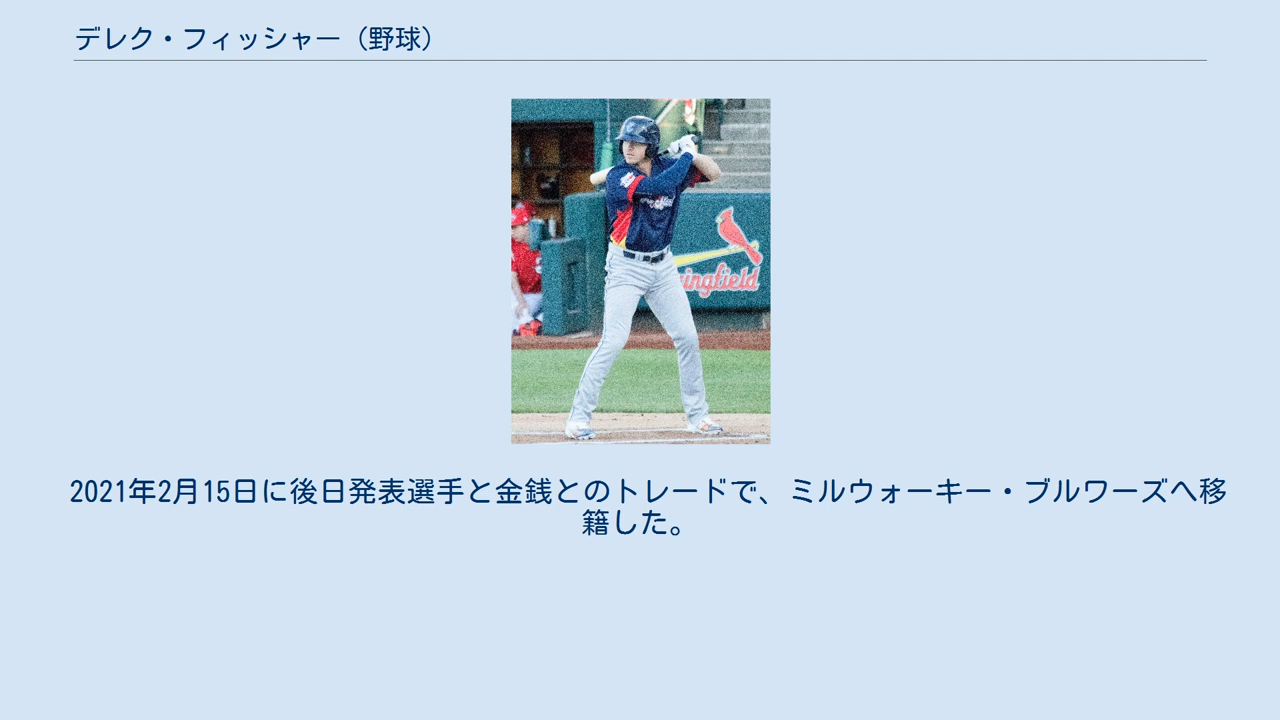 デレク・フィッシャー（野球）
ingfield
2021年2月15日に後日発表選手と金銭とのトレードで、ミルウォーキー・ブルワーズへ移
籍した。